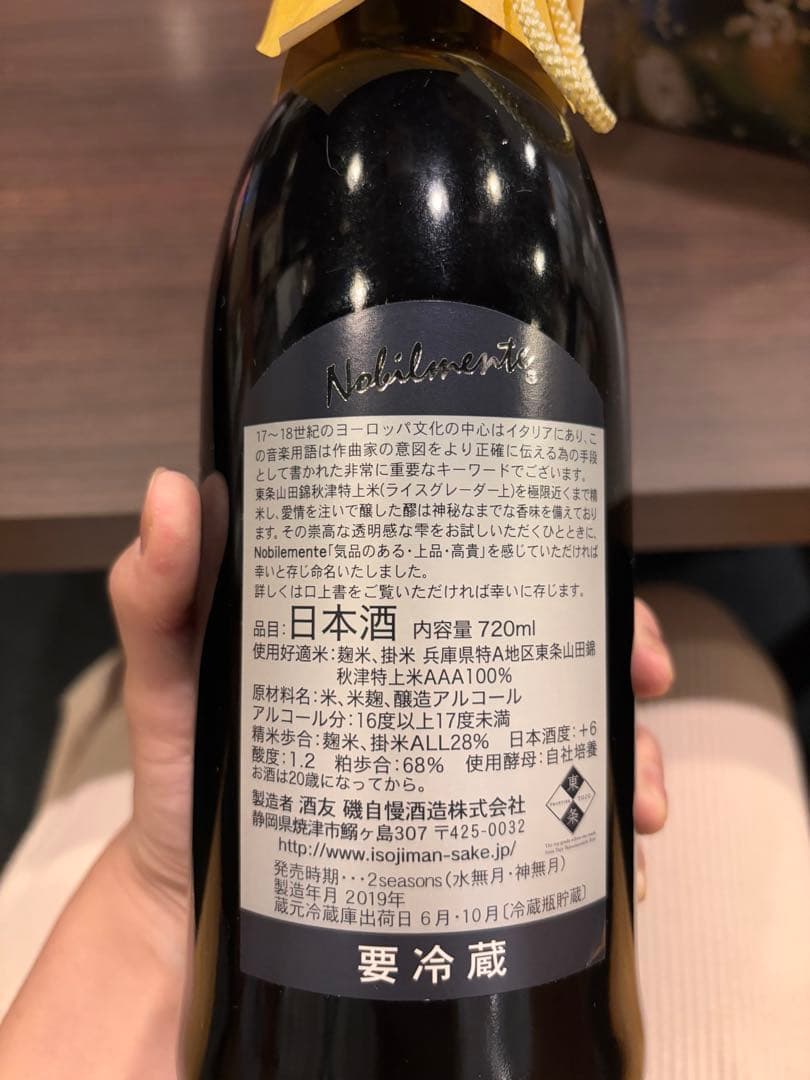 Nobilmente
17〜18世紀のヨーロッパ文化の中心はイタリアにあり、こ
の音楽用語は作曲家の意図をより正確に伝える為の手段
として書かれた非常に重要なキーワードでございます。
東条山田錦秋津特上米(ライスグレーダー上)を極限近くまで精
米し、愛情を注いで醸した醪は神秘なまでな香味を備えており
ます。その崇高な透明感な雫をお試しいただくひとときに、
Nobilemente「気品のある・上品・高貴」を感じていただければ
幸いと存じ命名いたしました。
詳しくは口上書をご覧いただければ幸いに存じます。
品目:日本酒 内容量 720ml
使用好適米:麹米、掛米 兵庫県特A地区東条山田錦
秋津特上米AAA100%
原材料名:米、米麹、醸造アルコール
アルコール分:16度以上17度未満
精米歩合:麹米、掛米ALL28% 日本酒度:+6
酸度:1.2 粕歩合:68% 使用酵母:自社培養
お酒は20歳になってから。
製造者 酒友 磯自慢酒造株式会社
静岡県焼津市鰯ヶ島307 〒425-0032
http://www.isojiman-sake.jp/
東条
発売時期・・・2seasons(水無月・神無月)
製造年月 2019年
蔵元冷蔵庫出荷日 6月・10月〔冷蔵瓶貯蔵〕
要冷蔵